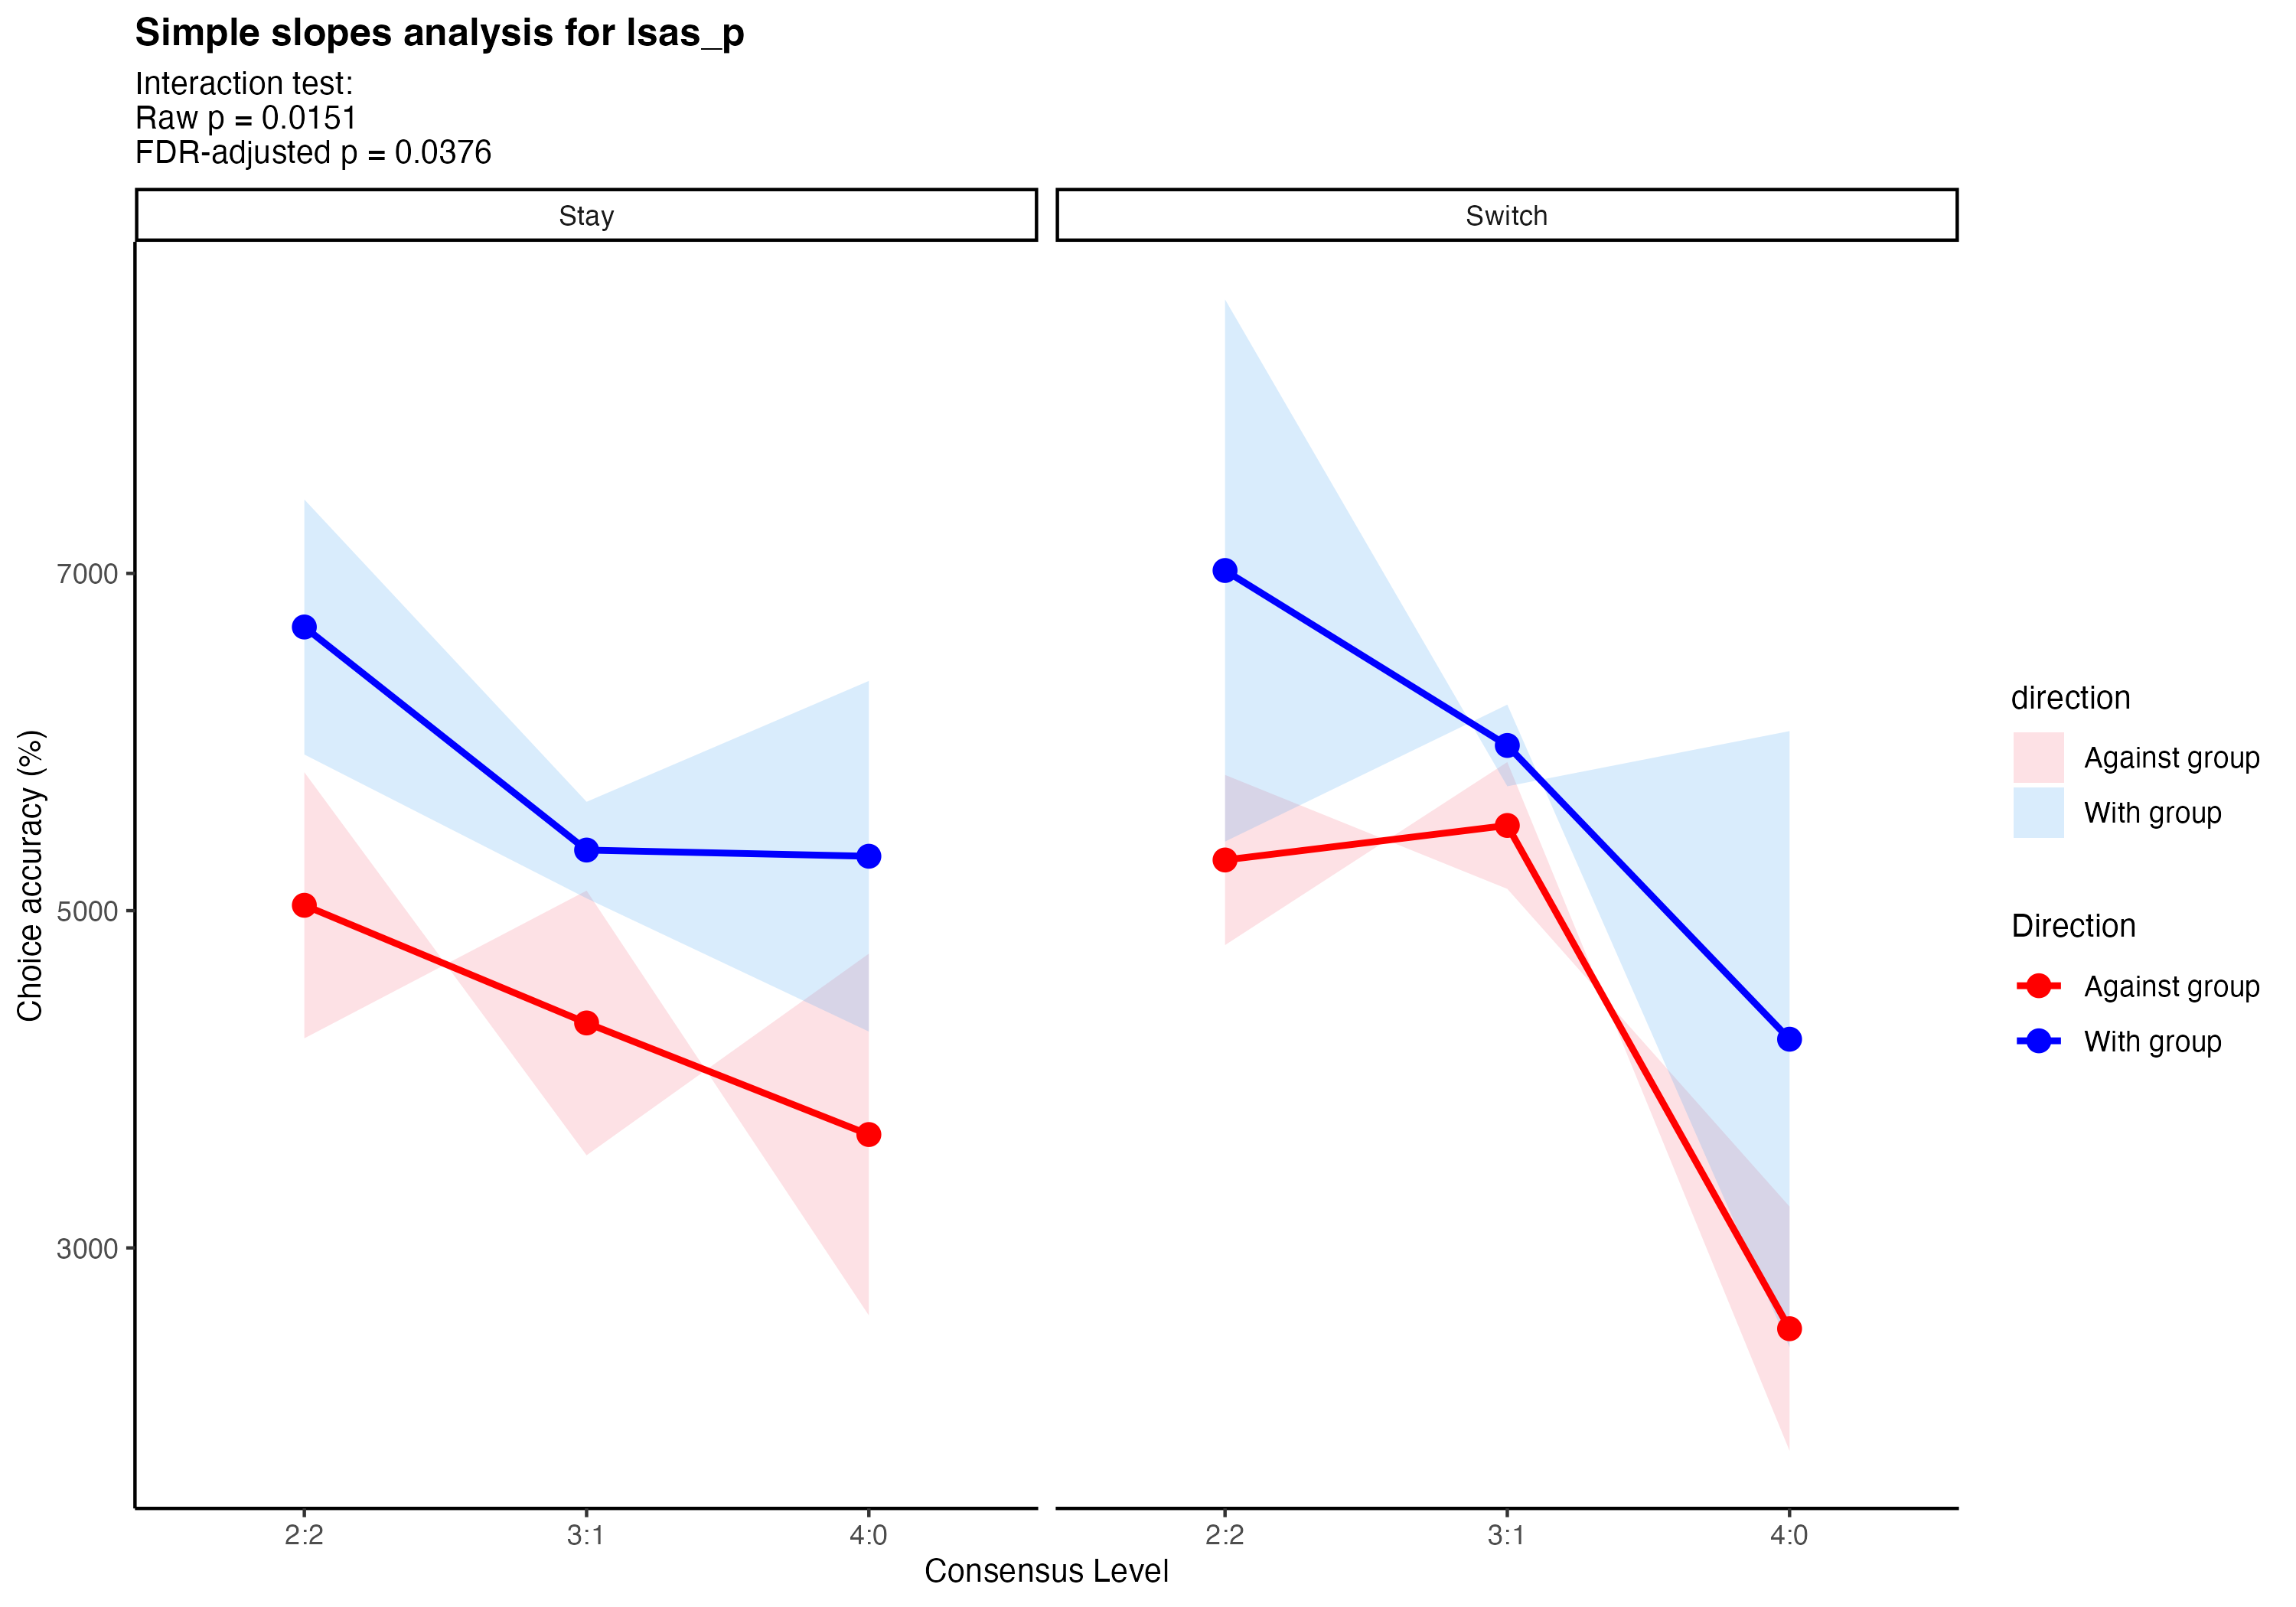 Simple slopes analysis for lsas_p
Interaction test:
Raw p = 0.0151
FDR-adjusted p = 0.0376
Stay
Switch
Choice accuracy (%)
7000
5000
3000
2:2
3:1
4:0
2:2
3:1
4:0
Consensus Level
direction
Against group
With group
Direction
Against group
With group